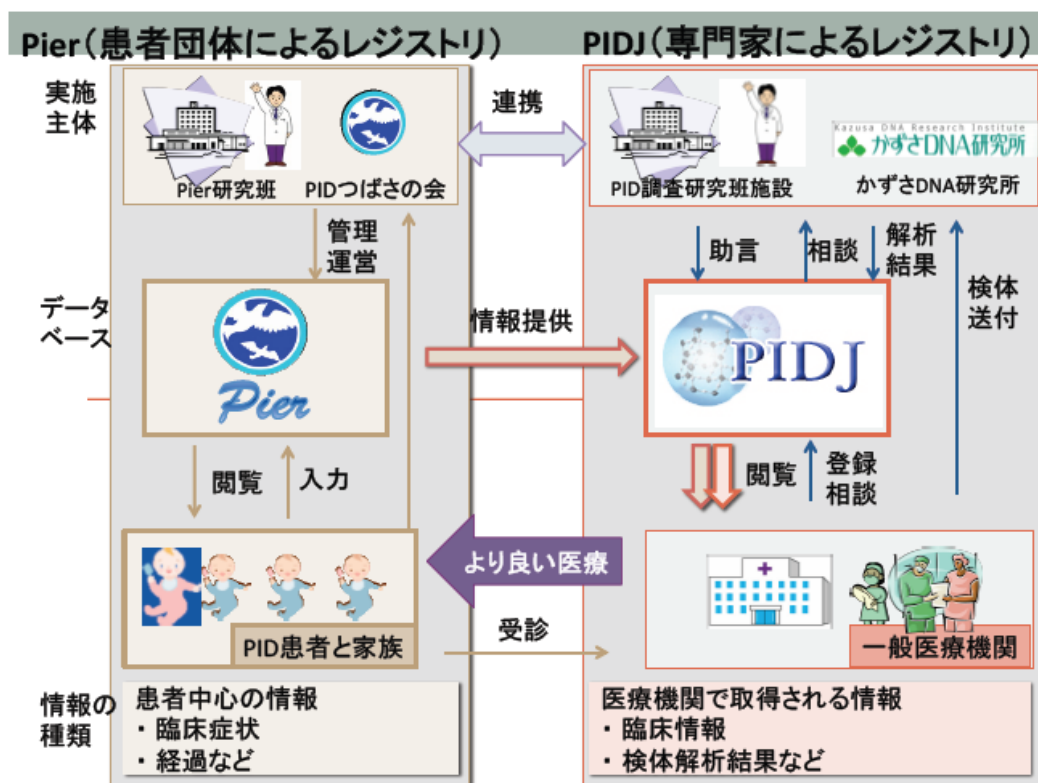 Pier（患者団体によるレジストリ）
PIDJ（専門家によるレジストリ）
実施
主体
Pier研究班
PIDつばさの会
連携
Kazusa DNA Research Institute
かずさDNA研究所
PID調査研究班施設
かずさDNA研究所
管理
運営
助言
相談
解析
結果
検体
送付
データ
ベース
Pier
情報提供
PIDJ
閲覧
入力
閲覧
登録
相談
より良い医療
PID患者と家族
受診
一般医療機関
情報の
種類
患者中心の情報
・ 臨床症状
・ 経過など
医療機関で取得される情報
・ 臨床情報
・ 検体解析結果など